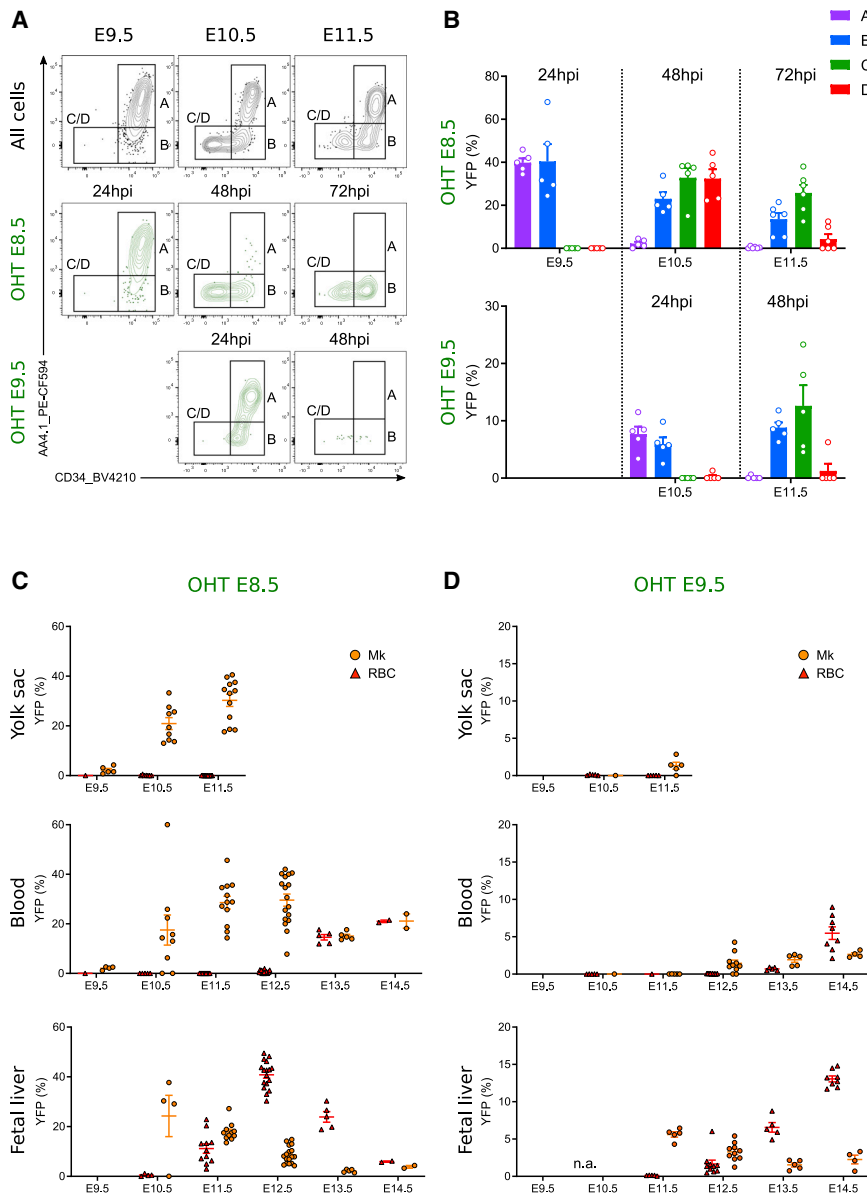 A
E9.5 E10.5 E11.5
All cells
C/D A B
C/D A B
C/D A B
24hpi 48hpi 72hpi
OHT E8.5
C/D A B
C/D A B
C/D A B
24hpi 48hpi
OHT E9.5
C/D A B
C/D A B
AA4.1_PE-CF594
CD34_BV4210
B
A
B
C
D
24hpi 48hpi 72hpi
OHT E8.5
YFP (%)
80
60
40
20
0
E9.5 E10.5 E11.5
24hpi 48hpi
OHT E9.5
YFP (%)
30
20
10
0
E10.5 E11.5
C
OHT E8.5
Yolk sac
YFP (%)
60
40
20
0
Mk
RBC
E9.5 E10.5 E11.5
Blood
YFP (%)
60
40
20
0
E9.5 E10.5 E11.5 E12.5 E13.5 E14.5
Fetal liver
YFP (%)
60
40
20
0
E9.5 E10.5 E11.5 E12.5 E13.5 E14.5
D
OHT E9.5
Yolk sac
YFP (%)
20
15
10
5
0
Mk
RBC
E9.5 E10.5 E11.5
Blood
YFP (%)
20
15
10
5
0
E9.5 E10.5 E11.5 E12.5 E13.5 E14.5
Fetal liver
YFP (%)
20
15
10
5
0
n.a.
E9.5 E10.5 E11.5 E12.5 E13.5 E14.5